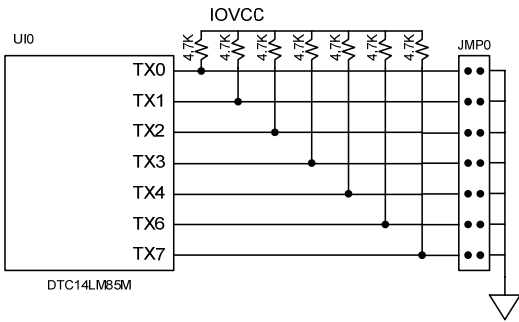 IOVCC
UI0
JMP0
4.7K 4.7K 4.7K 4.7K 4.7K 4.7K 4.7K
TX0
TX1
TX2
TX3
TX4
TX6
TX7
DTC14LM85M